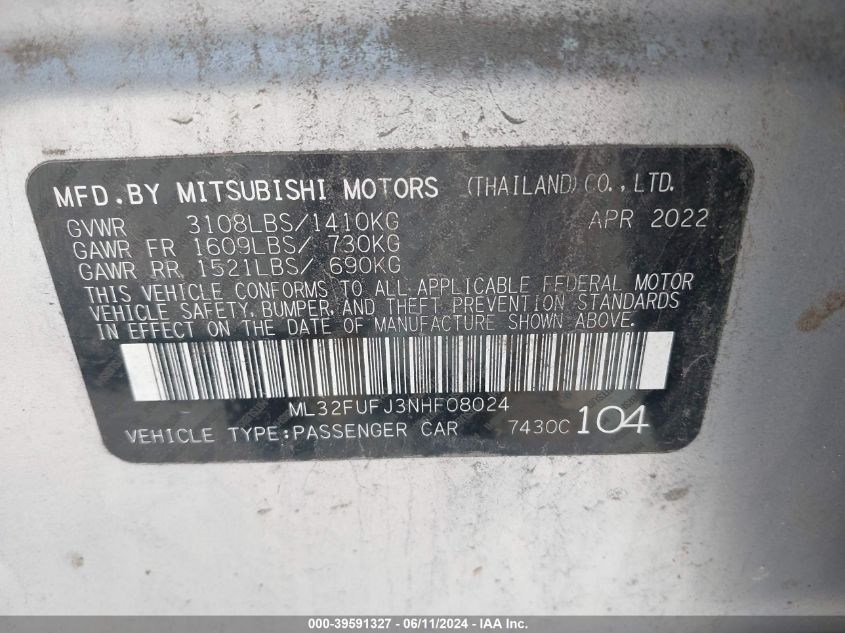 MFD.BY MITSUBISHI MOTORS (THAILAND)CO.,LTD.
GVWR 3108LBS/1410KG APR 2022
GAWR FR 1609LBS/ 730KG
GAWR RR 1521LBS/ 690KG
THIS VEHICLE CONFORMS TO ALL APPLICABLE FEDERAL MOTOR
VEHICLE SAFETY, BUMPER, AND THEFT PREVENTION STANDARDS
IN EFFECT ON THE DATE OF MANUFACTURE SHOWN ABOVE.
ML32FUFJ3NHF08024
VEHICLE TYPE:PASSENGER CAR 7430C 104
000-39591327 - 06/11/2024 - IAA Inc.